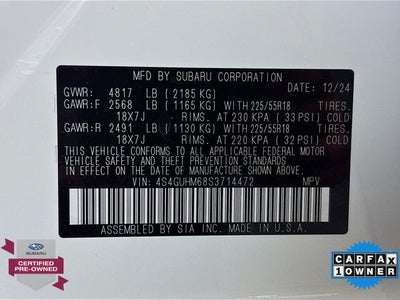 MFD BY SUBARU CORPORATION
DATE: 12/24
GVWR: 4817 LB (2185 KG)
GAWR:F 2568 LB (1165 KG) WITH 225/55R18 TIRES.
18X7J RIMS. AT 230 KPA (33 PSI) COLD
GAWR:R 2491 LB (1130 KG) WITH 225/55R18 TIRES.
18X7J RIMS. AT 220 KPA (32 PSI) COLD
THIS VEHICLE CONFORMS TO ALL APPLICABLE FEDERAL MOTOR
VEHICLE SAFETY STANDARDS
IN EFFECT ON THE DATE OF MANUFACTURE SHOWN ABOVE.
VIN: 4S4GUHM68S3714472 MPV
ASSEMBLED BY SIA INC. MADE IN U.S.A.
SUBARU
CERTIFIED
PRE-OWNED
CARFAX
1 OWNER